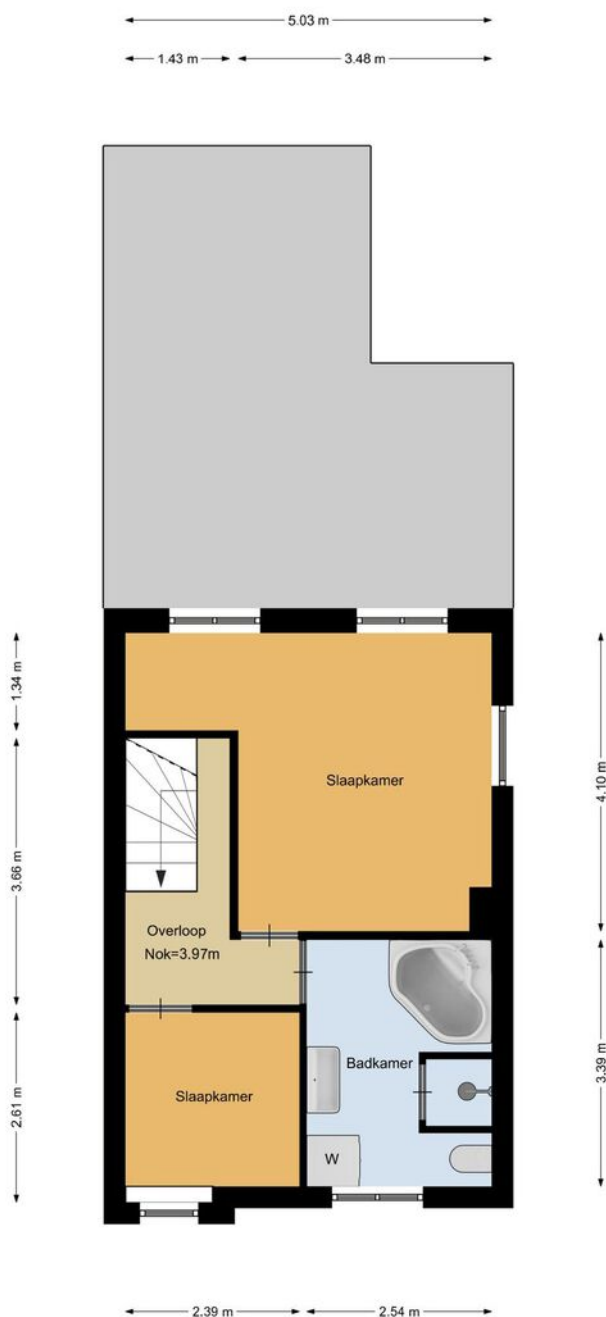 5.03 m
1.43 m
3.48 m
1.34 m
4.10 m
Slaapkamer
3.66 m
Overloop
Nok=3.97m
Badkamer
3.39 m
Slaapkamer
2.61 m
W
2.39 m
2.54 m